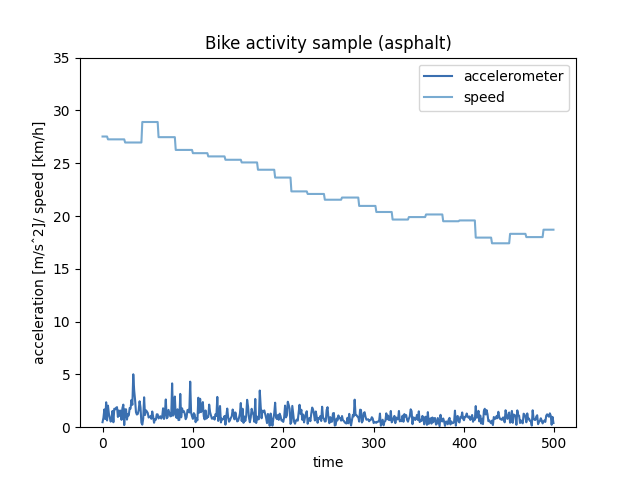 Bike activity sample (asphalt)
accelerometer
speed
35
30
25
20
15
10
5
0
acceleration [m/s^2]/ speed [km/h]
0 100 200 300 400 500
time